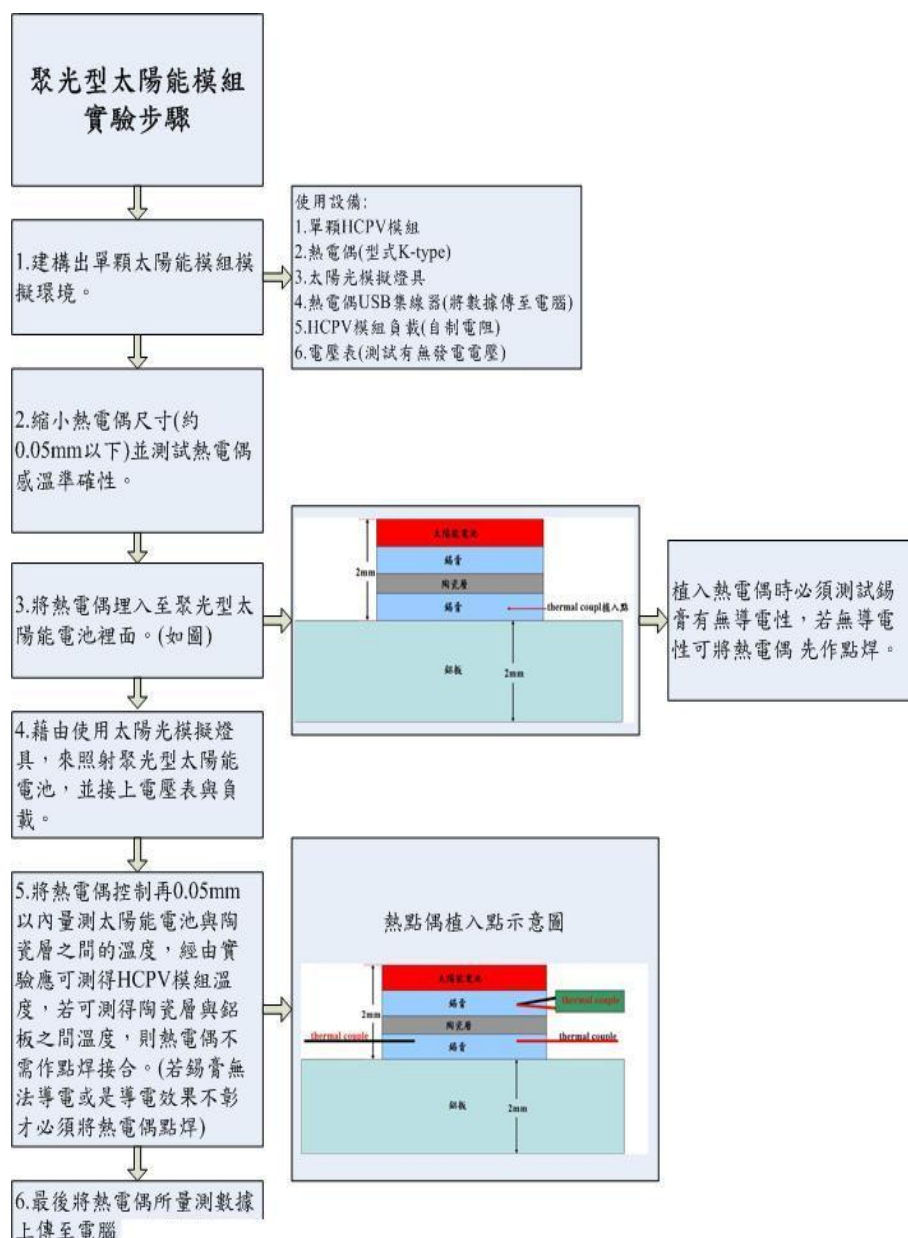 聚光型太陽能模組
實驗步驟
1.建構出單顆太陽能模組模
擬環境。
使用設備:
1.單顆HCPV模組
2.熱電偶(型式K-type)
3.太陽光模擬燈具
4.熱電偶USB集線器(將數據傳至電腦)
5.HCPV模組負載(自制電阻)
6.電壓表(測試有無發電電壓)
2.縮小熱電偶尺寸(約
0.05mm以下)並測試熱電偶
感溫準確性。
3.將熱電偶埋入至聚光型太
陽能電池裡面。(如圖)
太陽能電池
錫膏
2mm
陶瓷層
錫膏
thermal coupl植入點
鋁板
2mm
植入熱電偶時必須測試錫
膏有無導電性，若無導電
性可將熱電偶 先作點焊。
4.藉由使用太陽光模擬燈
具，來照射聚光型太陽能
電池，並接上電壓表與負
載。
5.將熱電偶控制再0.05mm
以內量測太陽能電池與陶
瓷層之間的溫度，經由實
驗應可測得HCPV模組溫
度，若可測得陶瓷層與鋁
板之間溫度，則熱電偶不
需作點焊接合。(若錫膏無
法導電或是導電效果不彰
才必須將熱電偶點焊)
熱點偶植入點示意圖
太陽能電池
錫膏
thermal couple
2mm
陶瓷層
thermal couple
錫膏
thermal couple
鋁板
2mm
6.最後將熱電偶所量測數據
上傳至電腦